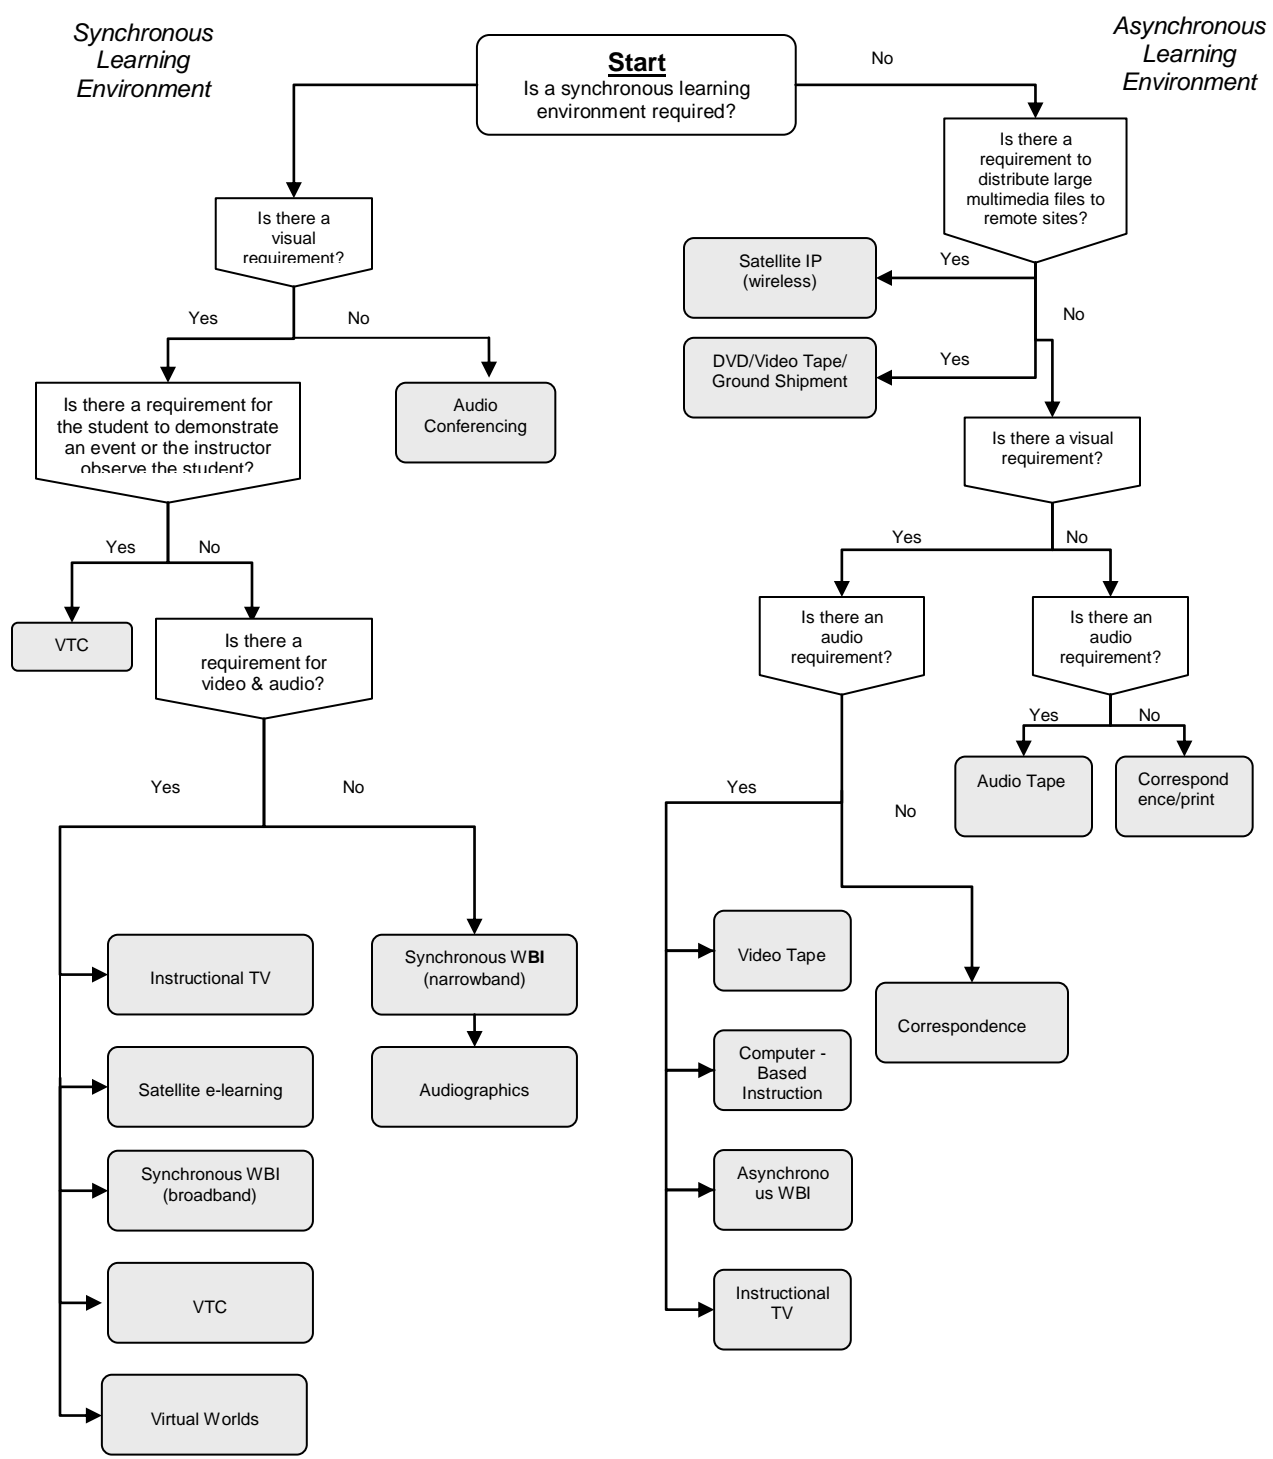 Synchronous
Learning
Environment
Asynchronous
Learning
Environment
Start
Is a synchronous learning
environment required?
No
Is there a
requirement to
distribute large
multimedia files to
remote sites?
Is there a
visual
requirement?
Satellite IP
(wireless)
Yes
No
Yes
No
DVD/Video Tape/
Ground Shipment
Yes
Is there a requirement for
the student to demonstrate
an event or the instructor
observe the student?
Audio
Conferencing
Is there a visual
requirement?
Yes
No
Yes
No
VTC
Is there a
requirement for
video & audio?
Is there an
audio
requirement?
Is there an
audio
requirement?
Yes
No
Audio Tape
Correspond
ence/print
Yes
No
Yes
No
Instructional TV
Synchronous WBI
(narrowband)
Video Tape
Correspondence
Satellite e-learning
Audiographics
Computer -
Based
Instruction
Synchronous WBI
(broadband)
Asynchrono
us WBI
VTC
Instructional
TV
Virtual Worlds